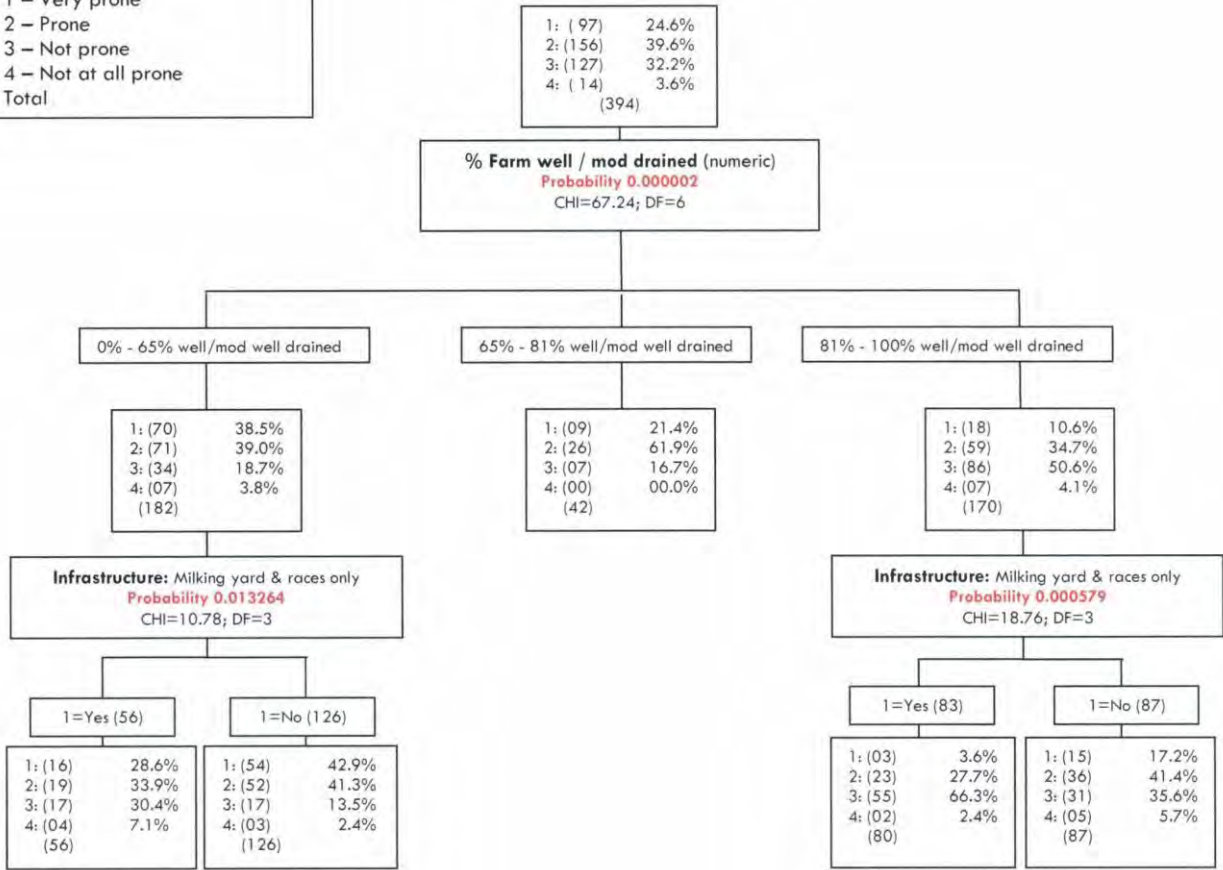 1 – Very prone
2 – Prone
3 – Not prone
4 – Not at all prone
Total
1: ( 97) 24.6%
2: (156) 39.6%
3: (127) 32.2%
4: ( 14) 3.6%
(394)
% Farm well / mod drained (numeric)
Probability 0.000002
CHI=67.24; DF=6
0% - 65% well/mod well drained
65% - 81% well/mod well drained
81% - 100% well/mod well drained
1: (70) 38.5%
2: (71) 39.0%
3: (34) 18.7%
4: (07) 3.8%
(182)
1: (09) 21.4%
2: (26) 61.9%
3: (07) 16.7%
4: (00) 00.0%
(42)
1: (18) 10.6%
2: (59) 34.7%
3: (86) 50.6%
4: (07) 4.1%
(170)
Infrastructure: Milking yard & races only
Probability 0.013264
CHI=10.78; DF=3
Infrastructure: Milking yard & races only
Probability 0.000579
CHI=18.76; DF=3
1=Yes (56)
1=No (126)
1=Yes (83)
1=No (87)
1: (16) 28.6%
2: (19) 33.9%
3: (17) 30.4%
4: (04) 7.1%
(56)
1: (54) 42.9%
2: (52) 41.3%
3: (17) 13.5%
4: (03) 2.4%
(126)
1: (03) 3.6%
2: (23) 27.7%
3: (55) 66.3%
4: (02) 2.4%
(80)
1: (15) 17.2%
2: (36) 41.4%
3: (31) 35.6%
4: (05) 5.7%
(87)